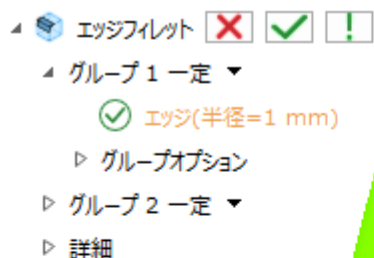 エッジフィレット
グループ 1 一定
エッジ(半径=1 mm)
グループオプション
グループ 2 一定
詳細